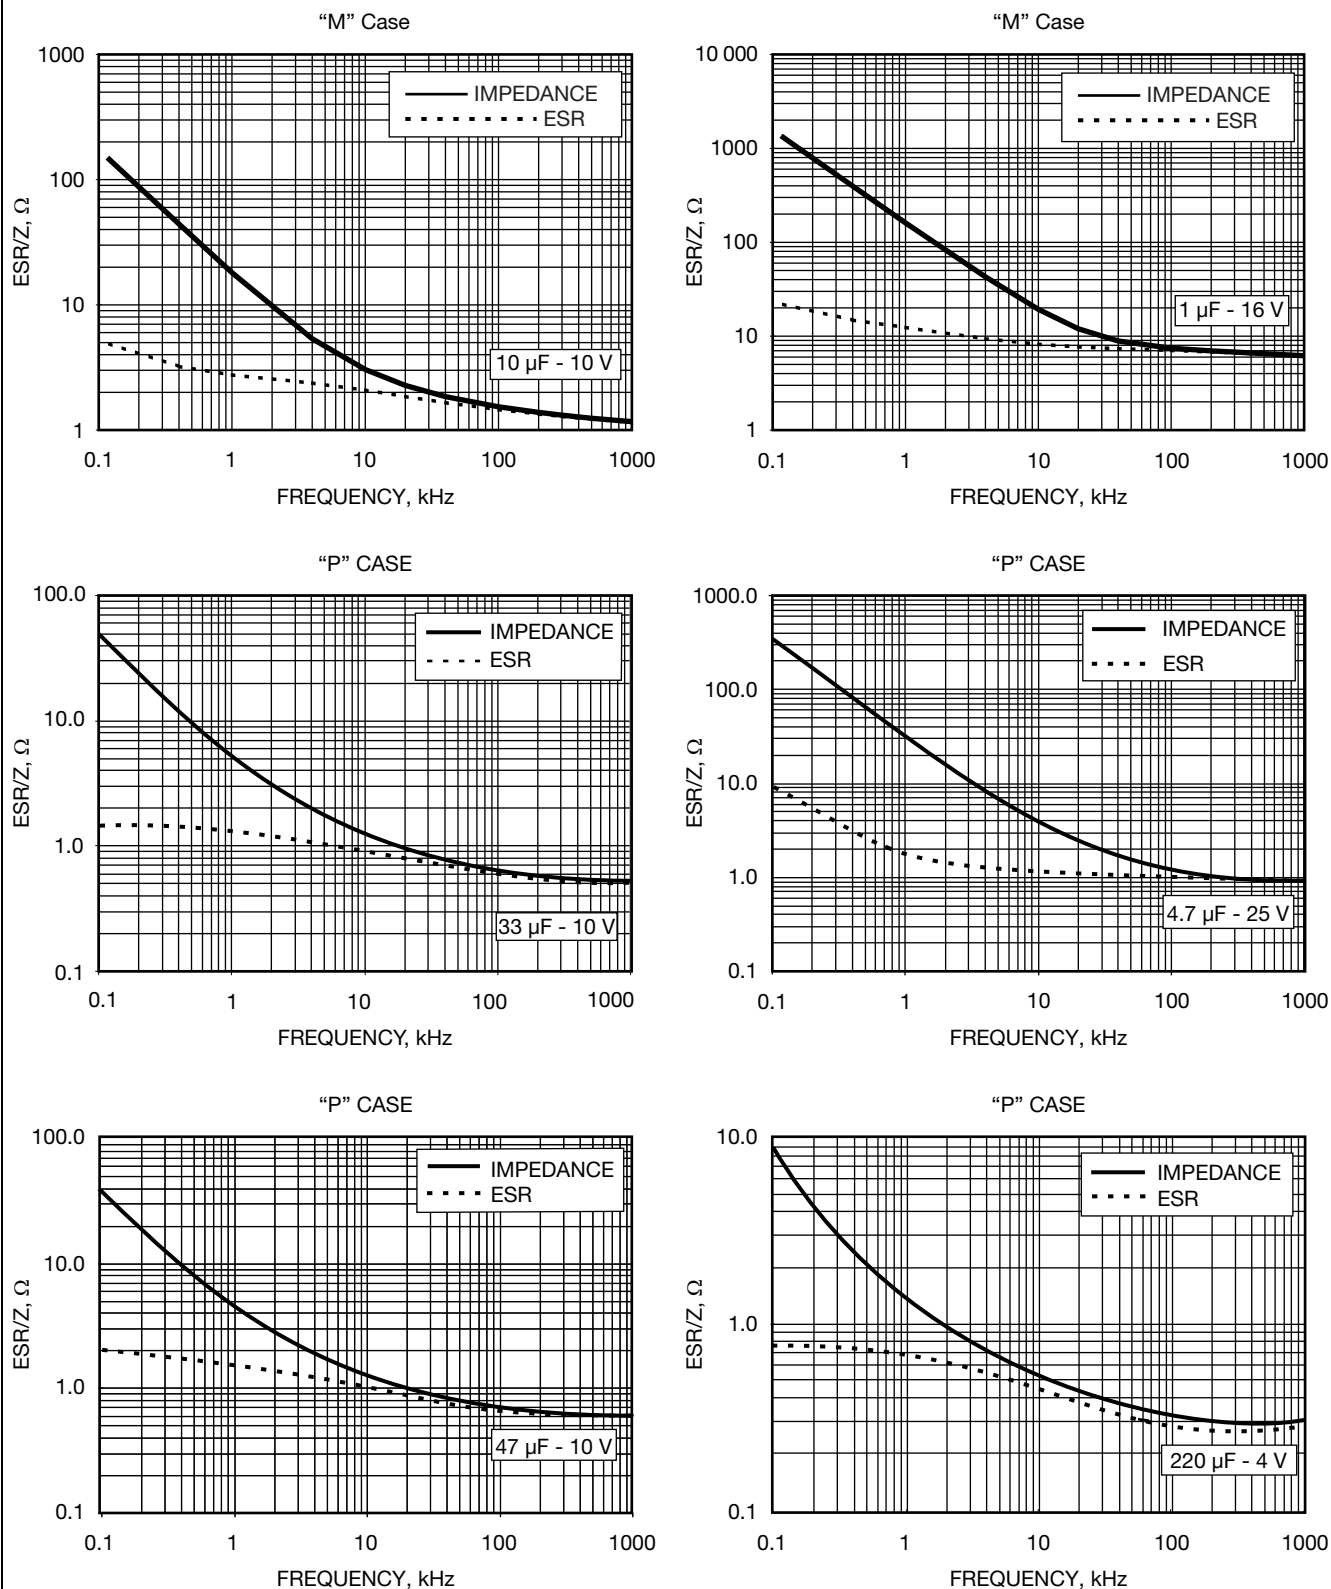 “M” Case
1000
100
10
1
ESR/Z, Ω
IMPEDANCE
ESR
10 µF - 10 V
0.1 1 10 100 1000
FREQUENCY, kHz
“M” Case
10 000
1000
100
10
1
ESR/Z, Ω
IMPEDANCE
ESR
1 µF - 16 V
0.1 1 10 100 1000
FREQUENCY, kHz
“P” CASE
100.0
10.0
1.0
0.1
ESR/Z, Ω
IMPEDANCE
ESR
33 µF - 10 V
0.1 1 10 100 1000
FREQUENCY, kHz
“P” CASE
1000.0
100.0
10.0
1.0
0.1
ESR/Z, Ω
IMPEDANCE
ESR
4.7 µF - 25 V
0.1 1 10 100 1000
FREQUENCY, kHz
“P” CASE
100.0
10.0
1.0
0.1
ESR/Z, Ω
IMPEDANCE
ESR
47 µF - 10 V
0.1 1 10 100 1000
FREQUENCY, kHz
“P” CASE
10.0
1.0
0.1
ESR/Z, Ω
IMPEDANCE
ESR
220 µF - 4 V
0.1 1 10 100 1000
FREQUENCY, kHz